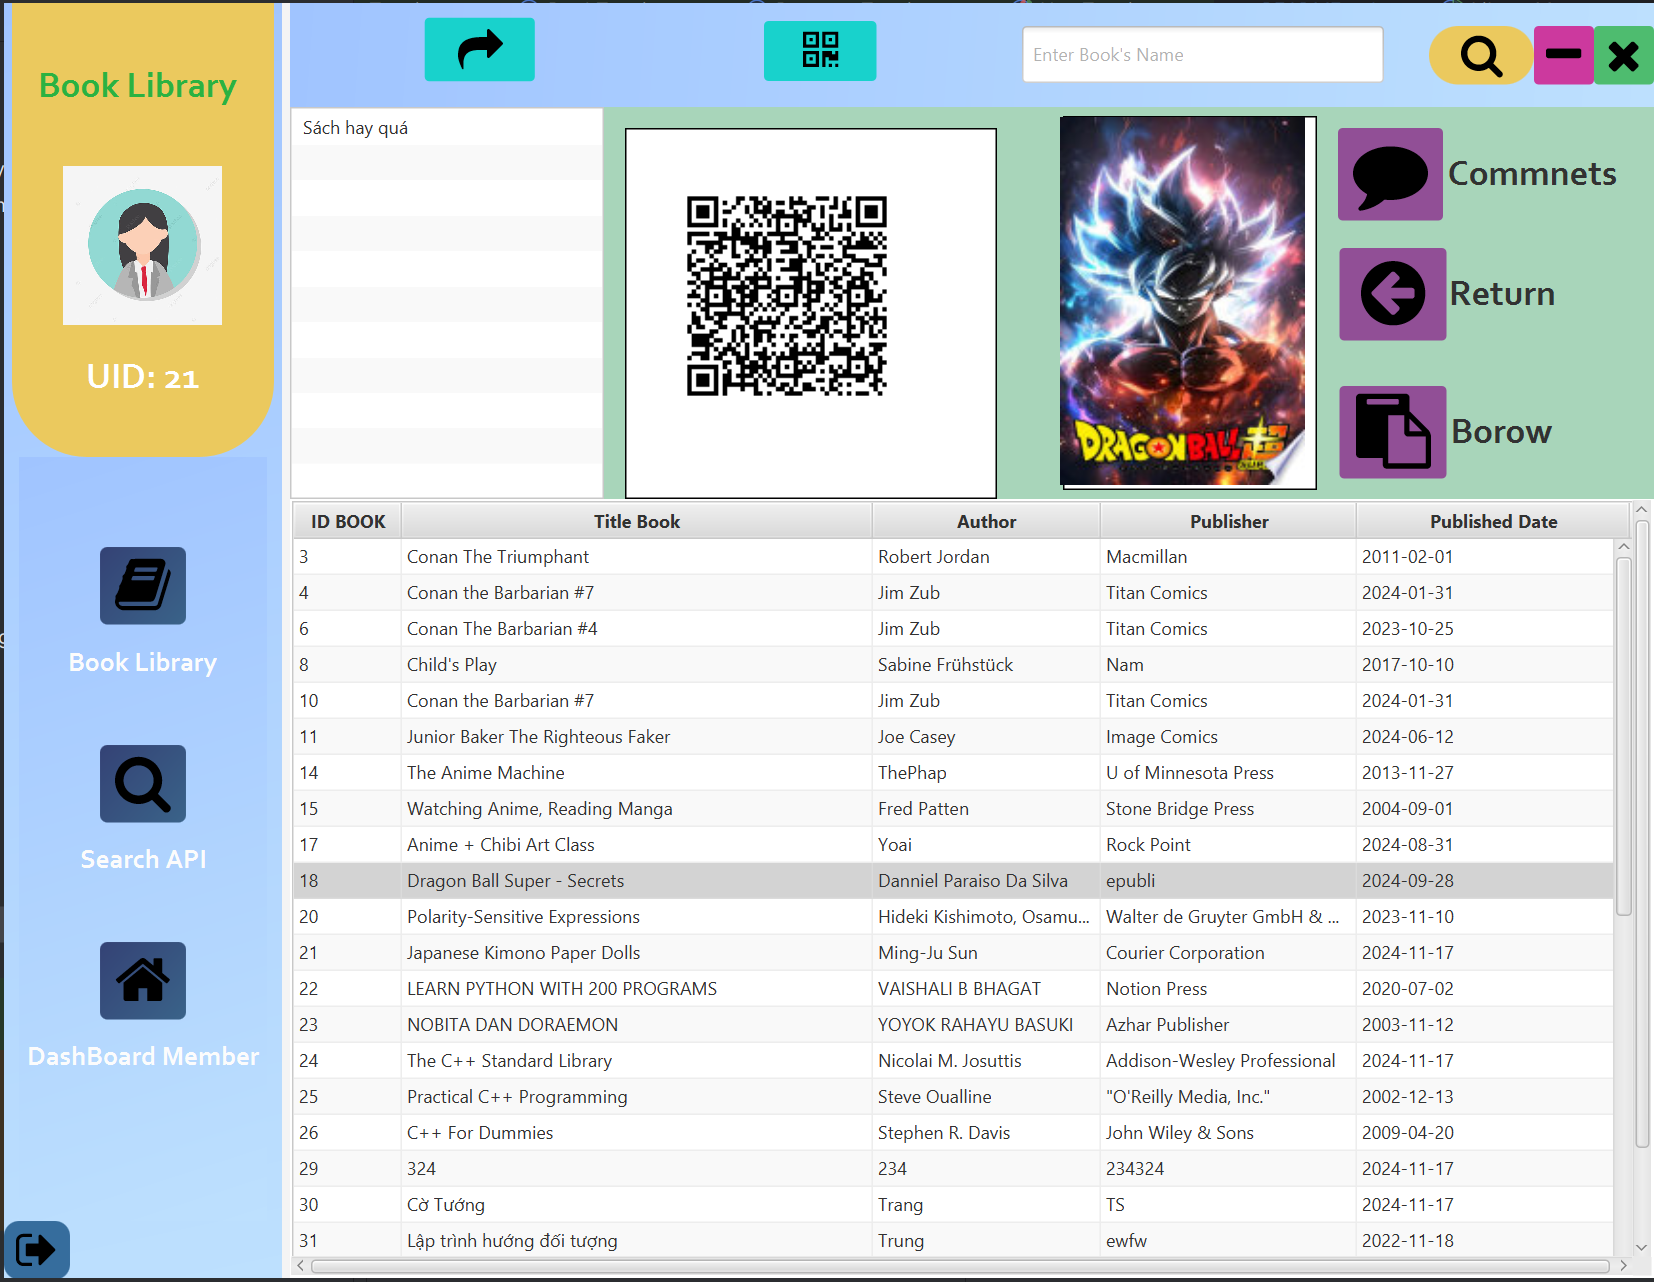 Book Library
UID: 21
Book Library
Search API
DashBoard Member
Enter Book's Name
Sách hay quá
DRAGONBALL超
Commnets
Return
Borow
ID BOOK Title Book Author Publisher Published Date
3 Conan The Triumphant Robert Jordan Macmillan 2011-02-01
4 Conan the Barbarian #7 Jim Zub Titan Comics 2024-01-31
6 Conan The Barbarian #4 Jim Zub Titan Comics 2023-10-25
8 Child's Play Sabine Frühstück Nam 2017-10-10
10 Conan the Barbarian #7 Jim Zub Titan Comics 2024-01-31
11 Junior Baker The Righteous Faker Joe Casey Image Comics 2024-06-12
14 The Anime Machine ThePhap U of Minnesota Press 2013-11-27
15 Watching Anime, Reading Manga Fred Patten Stone Bridge Press 2004-09-01
17 Anime + Chibi Art Class Yoai Rock Point 2024-08-31
18 Dragon Ball Super - Secrets Danniel Paraiso Da Silva epubli 2024-09-28
20 Polarity-Sensitive Expressions Hideki Kishimoto, Osamu... Walter de Gruyter GmbH & ... 2023-11-10
21 Japanese Kimono Paper Dolls Ming-Ju Sun Courier Corporation 2024-11-17
22 LEARN PYTHON WITH 200 PROGRAMS VAISHALI B BHAGAT Notion Press 2020-07-02
23 NOBITA DAN DORAEMON YOYOK RAHAYU BASUKI Azhar Publisher 2003-11-12
24 The C++ Standard Library Nicolai M. Josuttis Addison-Wesley Professional 2024-11-17
25 Practical C++ Programming Steve Oualline "O'Reilly Media, Inc." 2002-12-13
26 C++ For Dummies Stephen R. Davis John Wiley & Sons 2009-04-20
29 324 234 234324 2024-11-17
30 Cờ Tướng Trang TS 2024-11-17
31 Lập trình hướng đối tượng Trung ewfw 2022-11-18